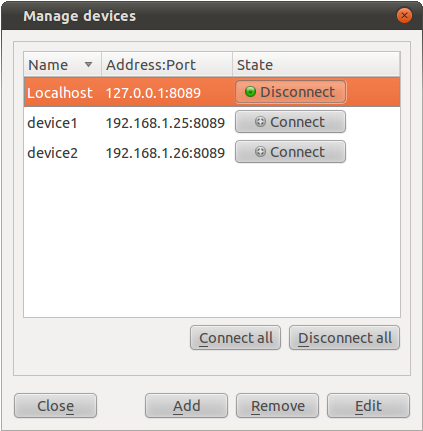 Manage devices
Name Address:Port State
Localhost 127.0.0.1:8089 Disconnect
device1 192.168.1.25:8089 Connect
device2 192.168.1.26:8089 Connect
Connect all Disconnect all
Close Add Remove Edit